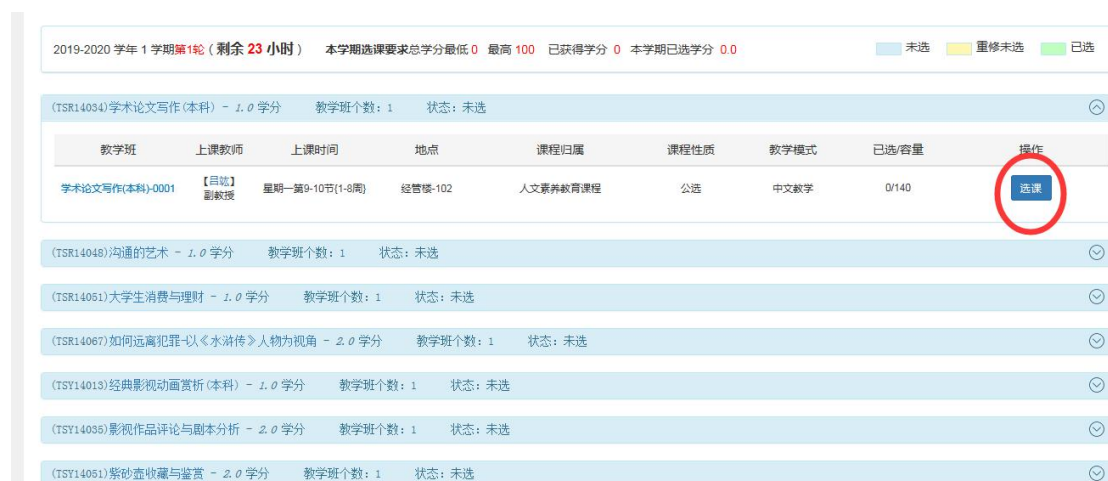 2019-2020 学年 1 学期第1轮（剩余 23 小时） 本学期选课要求总学分最低 0 最高 100 已获得学分 0 本学期已选学分 0.0 未选 重修未选 已选
(TSR14034)学术论文写作(本科) - 1.0 学分 教学班个数: 1 状态: 未选
教学班 上课教师 上课时间 地点 课程归属 课程性质 教学模式 已选/容量 操作
学术论文写作(本科)-0001 【吕竑】 副教授 星期一第9-10节{1-8周} 经管楼-102 人文素养教育课程 公选 中文教学 0/140 选课
(TSR14048)沟通的艺术 - 1.0 学分 教学班个数: 1 状态: 未选
(TSR14051)大学生消费与理财 - 1.0 学分 教学班个数: 1 状态: 未选
(TSR14067)如何远离犯罪-以《水浒传》人物为视角 - 2.0 学分 教学班个数: 1 状态: 未选
(TSY14013)经典影视动画赏析(本科) - 1.0 学分 教学班个数: 1 状态: 未选
(TSY14035)影视作品评论与剧本分析 - 2.0 学分 教学班个数: 1 状态: 未选
(TSY14051)紫砂壶收藏与鉴赏 - 2.0 学分 教学班个数: 1 状态: 未选